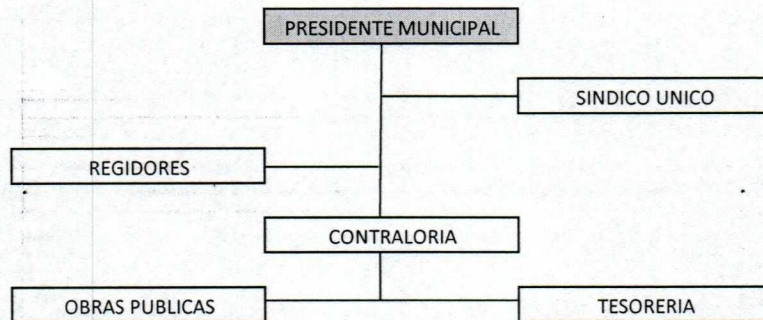 PRESIDENTE MUNICIPAL
SINDICO UNICO
REGIDORES
CONTRALORIA
OBRAS PUBLICAS
TESORERIA